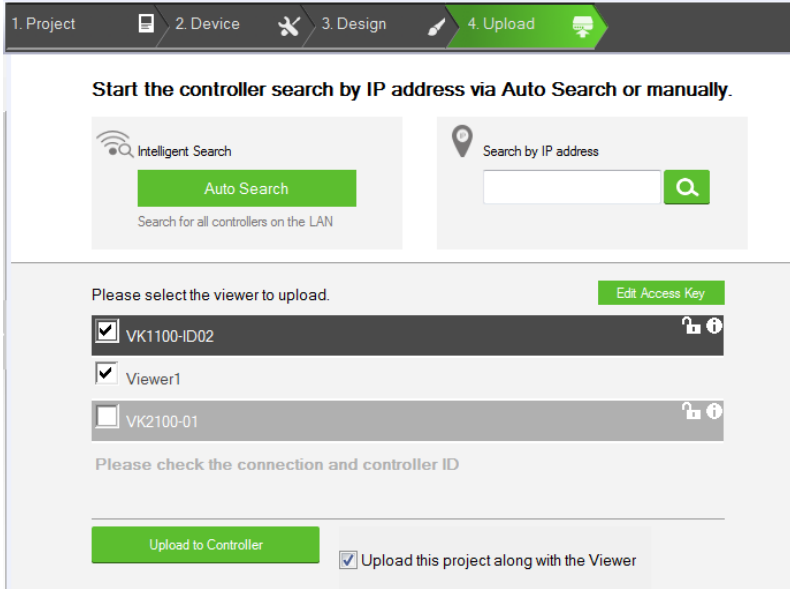 1. Project
2. Device
3. Design
4. Upload
Start the controller search by IP address via Auto Search or manually.
Intelligent Search
Auto Search
Search for all controllers on the LAN
IP
Search by IP address
Please select the viewer to upload.
Edit Access Key
VK1100-ID02
Viewer1
VK2100-01
Please check the connection and controller ID
Upload to Controller
Upload this project along with the Viewer